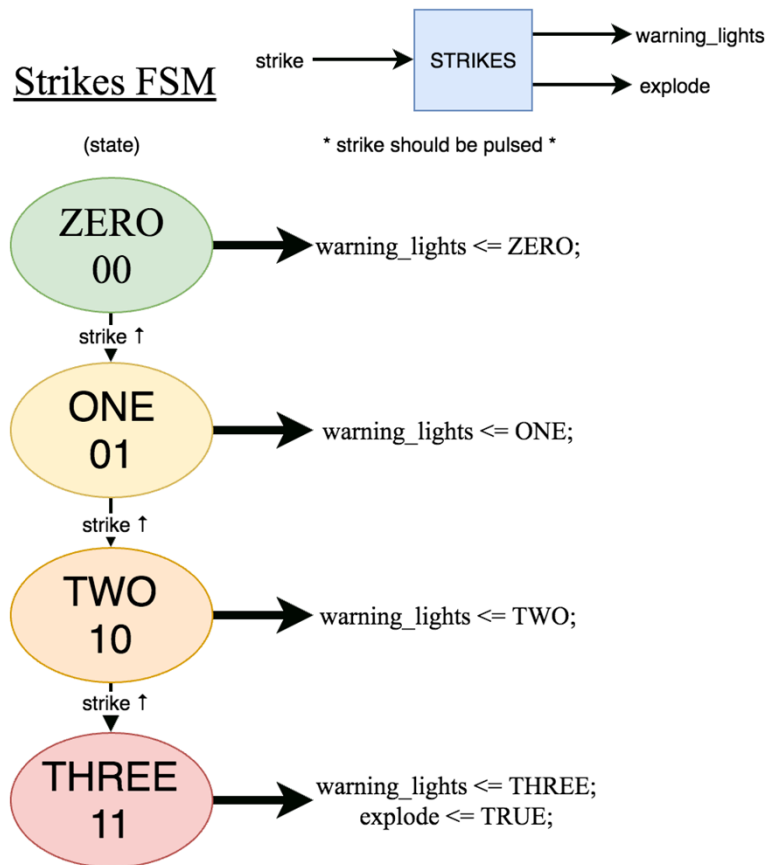 Strikes FSM
strike
STRIKES
warning_lights
explode
(state)
* strike should be pulsed *
ZERO
00
warning_lights <= ZERO;
strike ↑
ONE
01
warning_lights <= ONE;
strike ↑
TWO
10
warning_lights <= TWO;
strike ↑
THREE
11
warning_lights <= THREE;
explode <= TRUE;